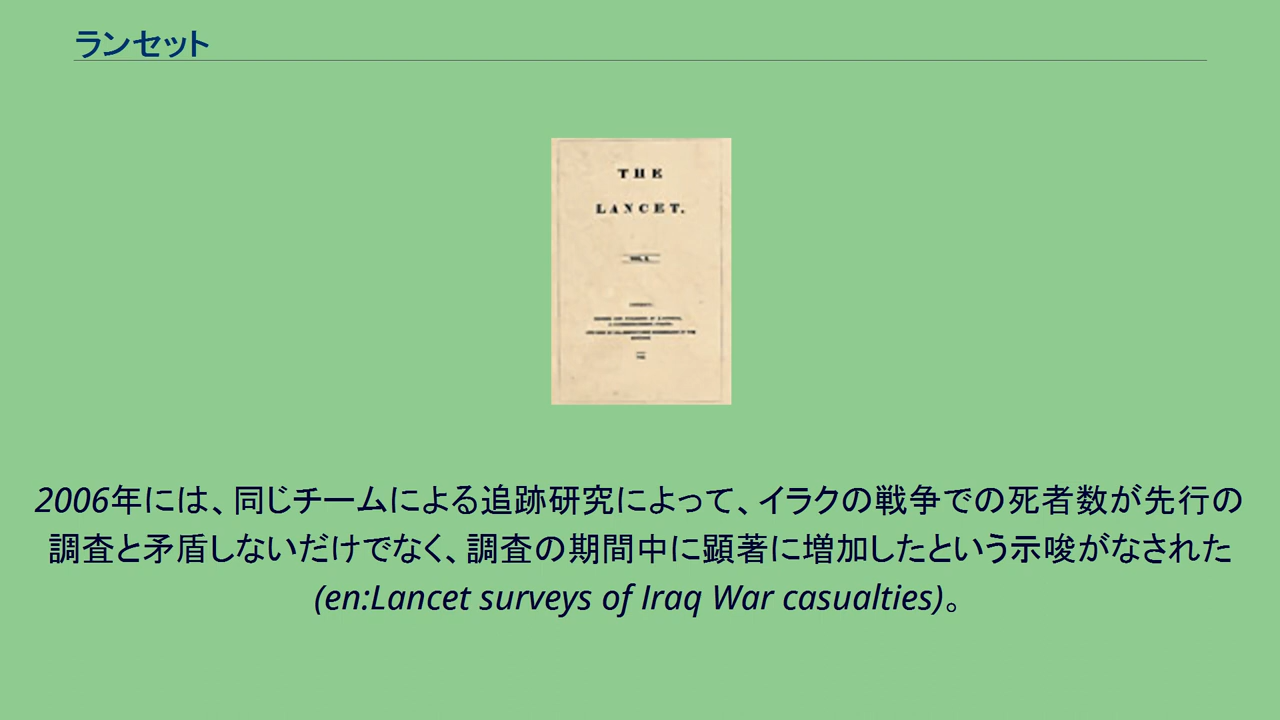 ランセット
THE
LANCET.
2006年には、同じチームによる追跡研究によって、イラクの戦争での死者数が先行の
調査と矛盾しないだけでなく、調査の期間中に顕著に増加したという示唆がなされた
(en:Lancet surveys of Iraq War casualties)。